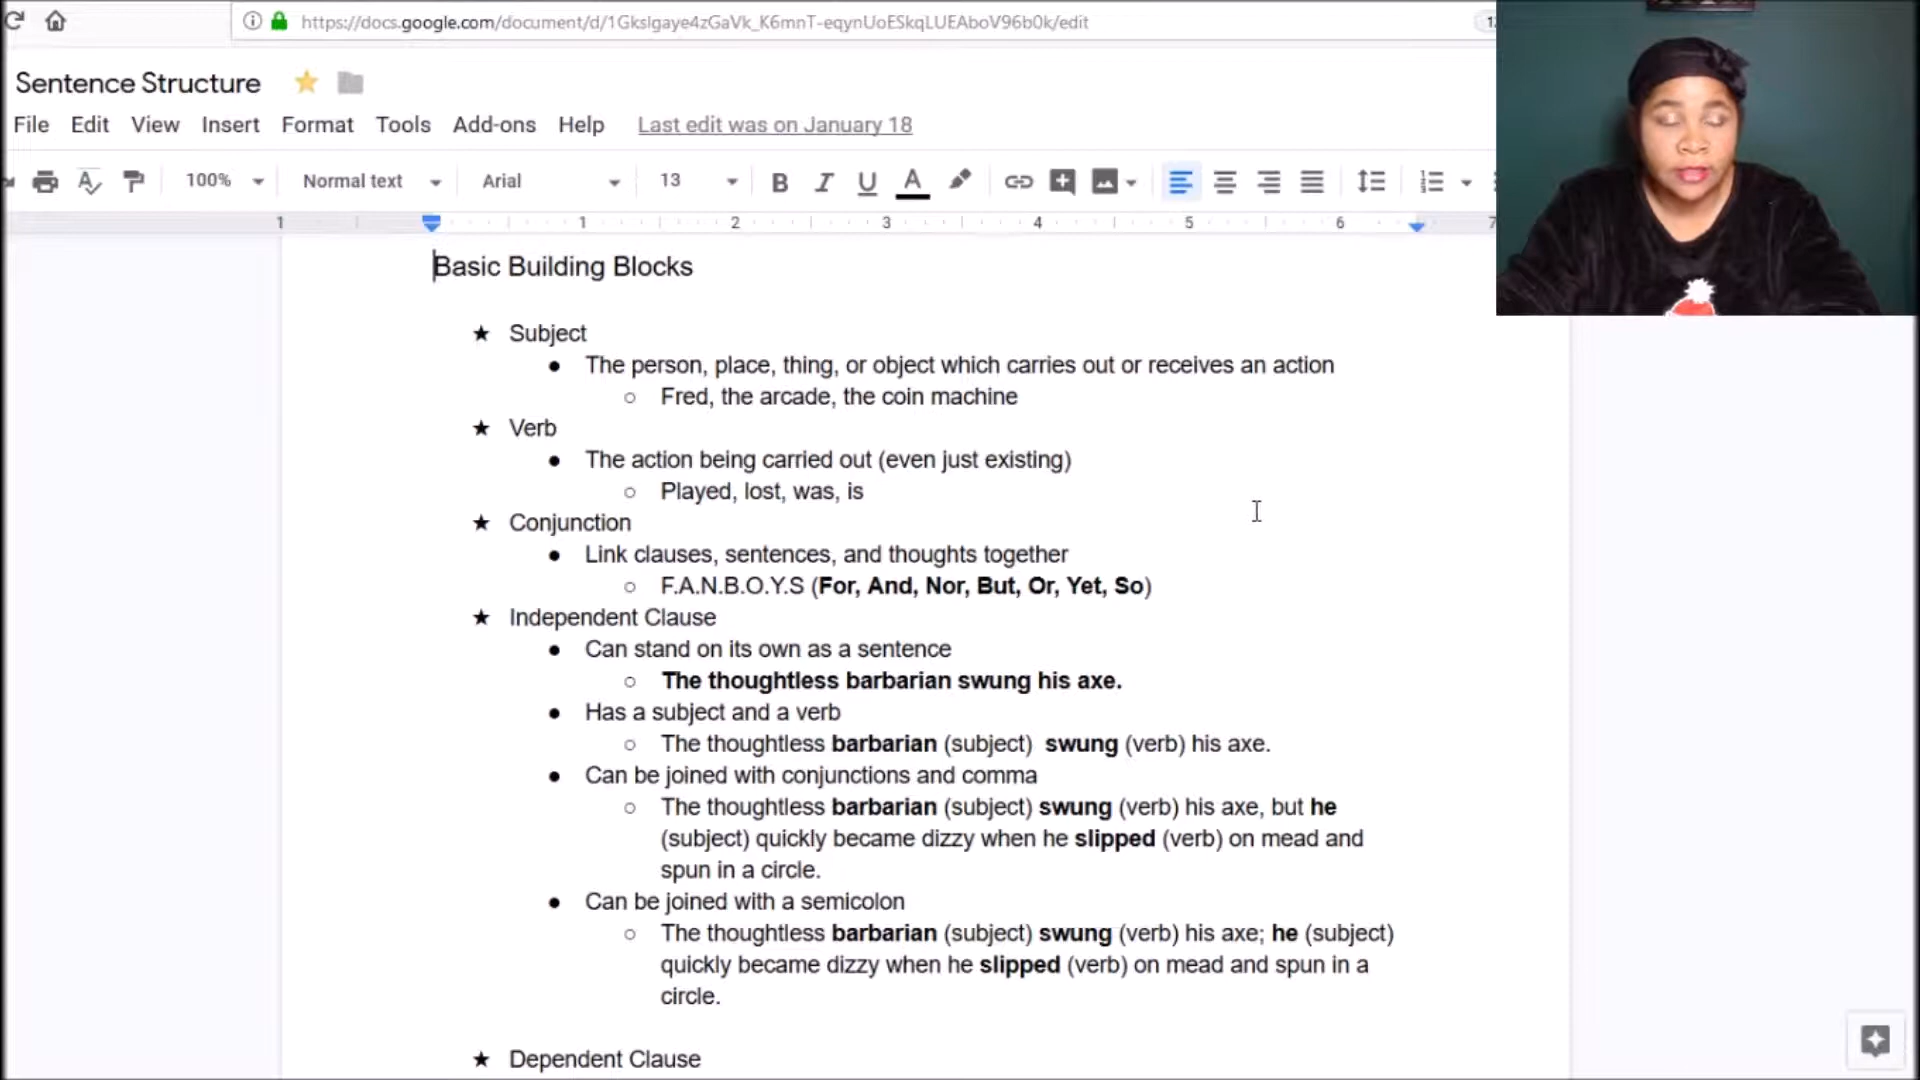 https://docs.google.com/document/d/1Gkslgaye4zGaVk_K6mnT-eqynUoESkqLUEAboV96b0k/edit
Sentence Structure
File Edit View Insert Format Tools Add-ons Help Last edit was on January 18
100% Normal text Arial 13 B I U A
1 1 2 3 4 5 6 7
Basic Building Blocks
★ Subject
● The person, place, thing, or object which carries out or receives an action
○ Fred, the arcade, the coin machine
★ Verb
● The action being carried out (even just existing)
○ Played, lost, was, is
★ Conjunction
● Link clauses, sentences, and thoughts together
○ F.A.N.B.O.Y.S (For, And, Nor, But, Or, Yet, So)
★ Independent Clause
● Can stand on its own as a sentence
○ The thoughtless barbarian swung his axe.
● Has a subject and a verb
○ The thoughtless barbarian (subject) swung (verb) his axe.
● Can be joined with conjunctions and comma
○ The thoughtless barbarian (subject) swung (verb) his axe, but he
(subject) quickly became dizzy when he slipped (verb) on mead and
spun in a circle.
● Can be joined with a semicolon
○ The thoughtless barbarian (subject) swung (verb) his axe; he (subject)
quickly became dizzy when he slipped (verb) on mead and spun in a
circle.
★ Dependent Clause